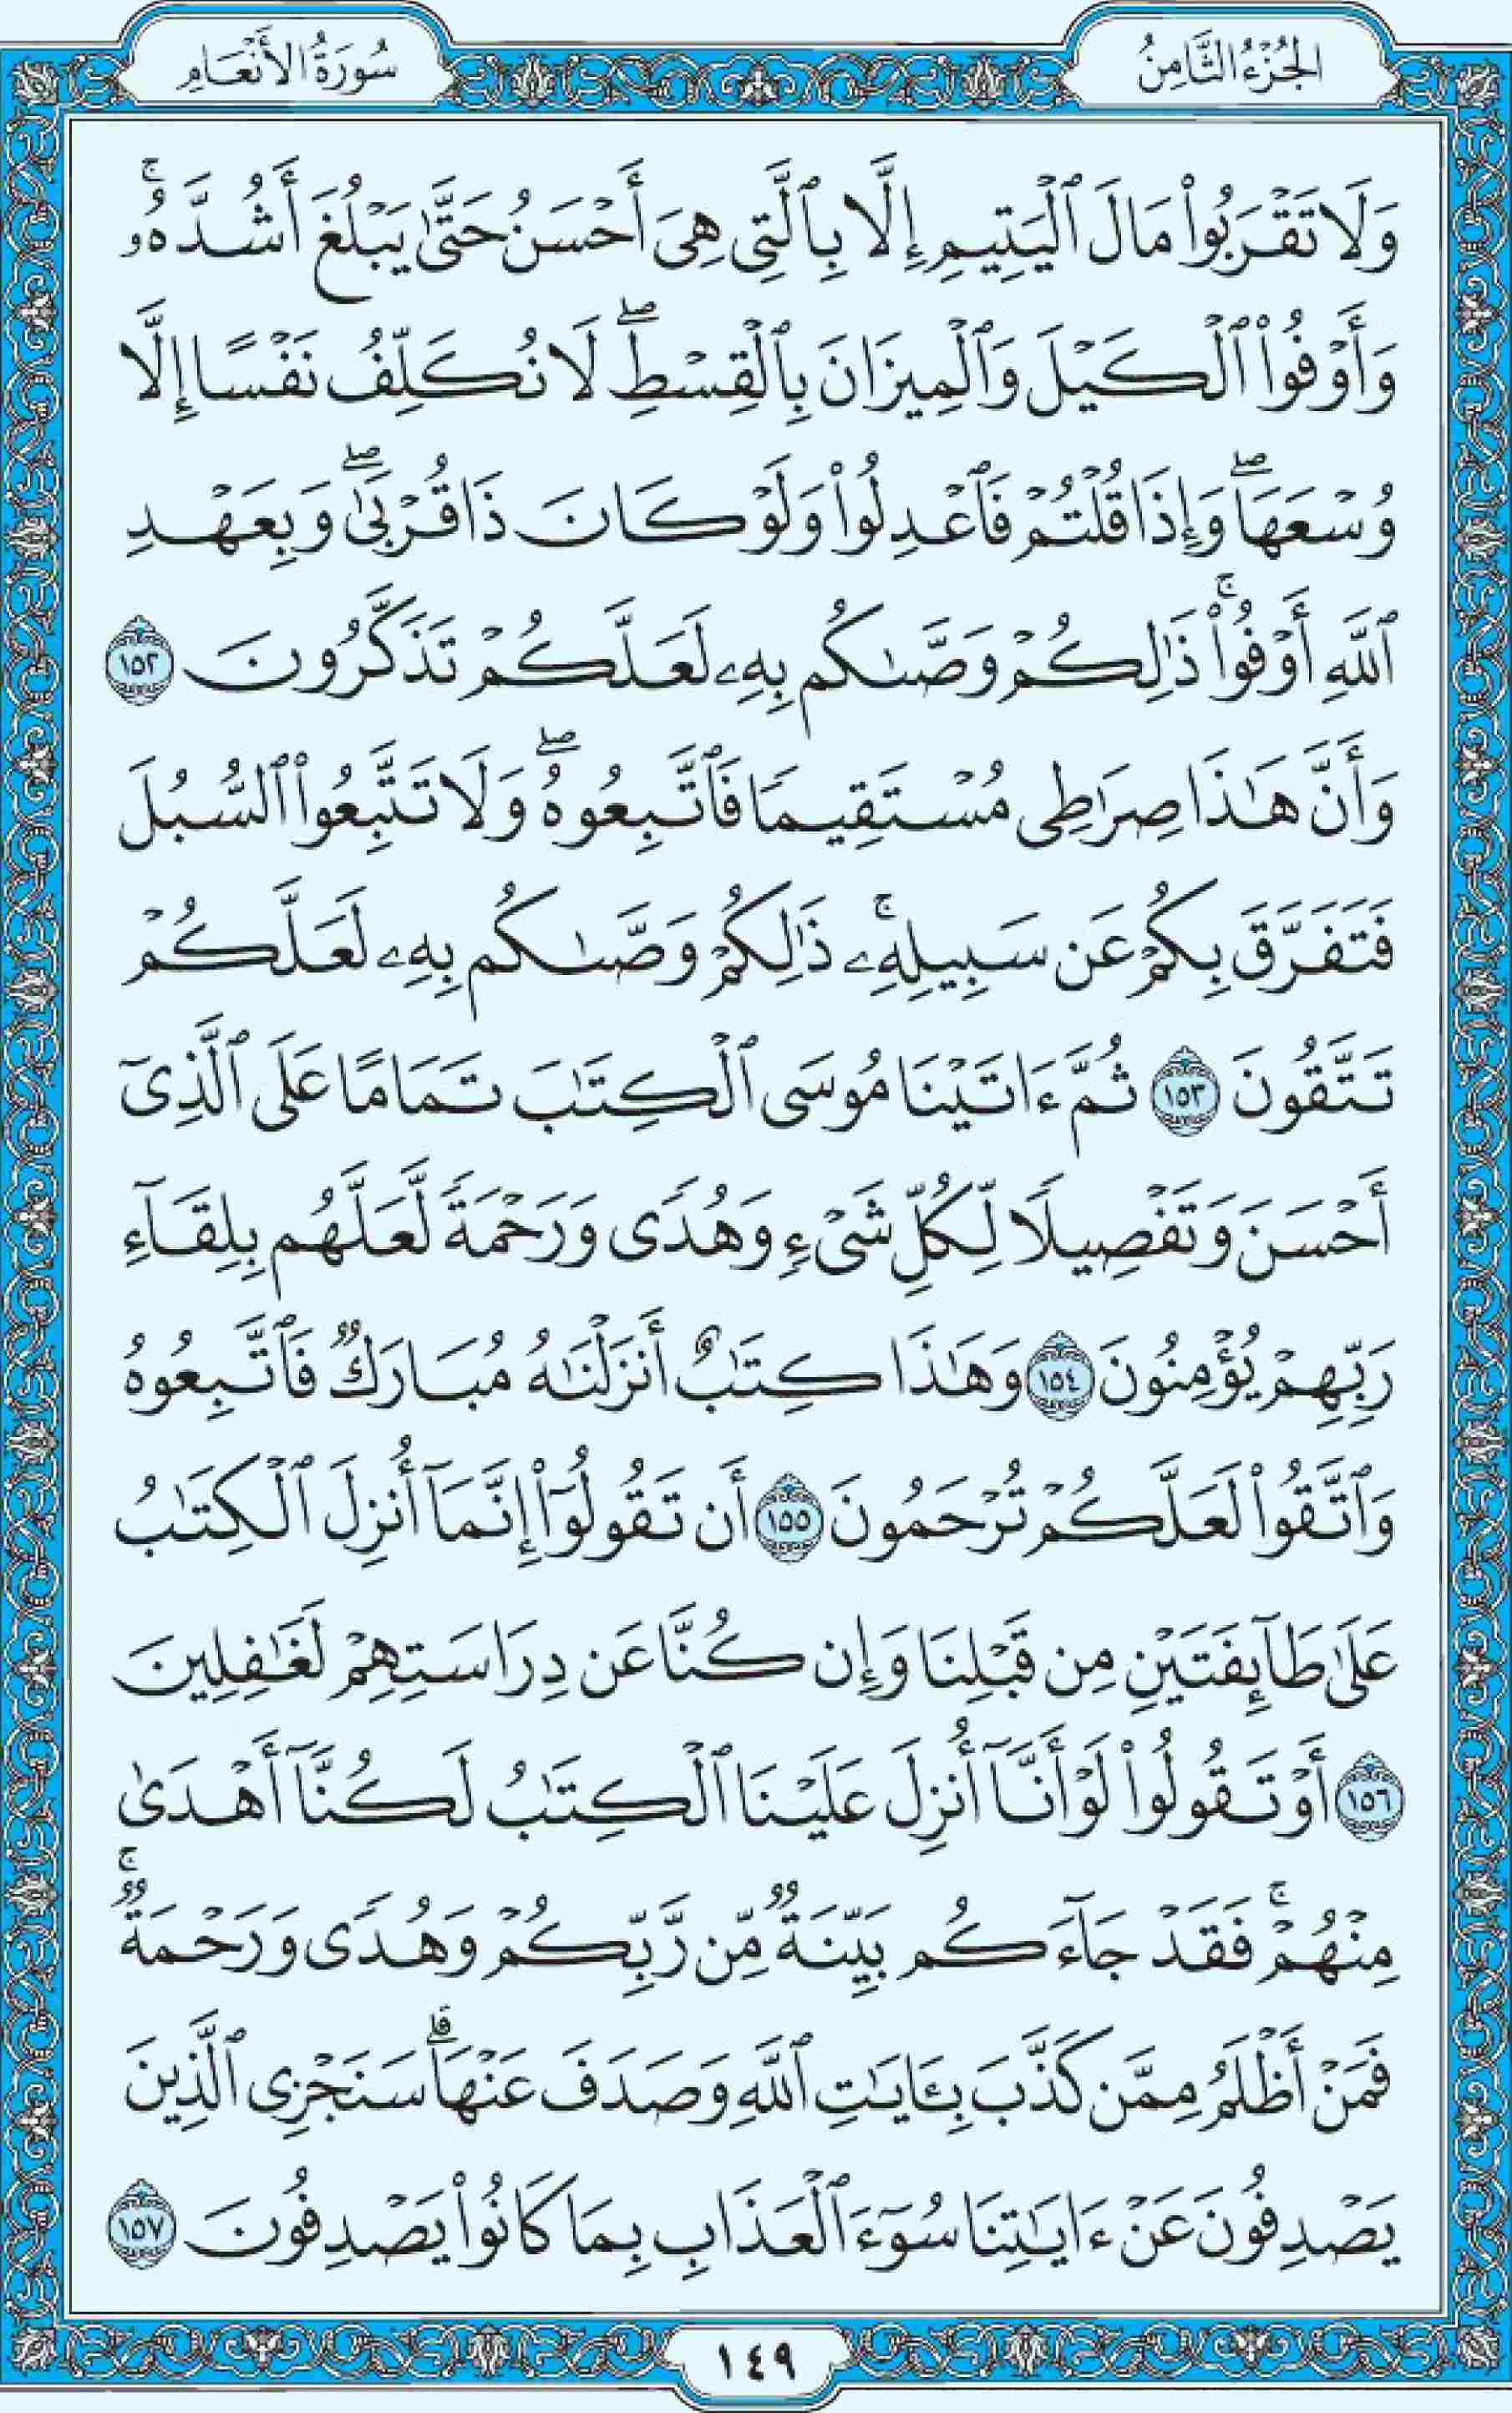 الجُزْءُ الثَّامِنُ
سُورَةُ الأَنْعَامِ
وَلَا تَقْرَبُوا۟ مَالَ ٱلْيَتِيمِ إِلَّا بِٱلَّتِى هِىَ أَحْسَنُ حَتَّىٰ يَبْلُغَ أَشُدَّهُۥ ۚ
وَأَوْفُوا۟ ٱلْكَيْلَ وَٱلْمِيزَانَ بِٱلْقِسْطِ ۖ لَا نُكَلِّفُ نَفْسًا إِلَّا
وُسْعَهَا ۖ وَإِذَا قُلْتُمْ فَٱعْدِلُوا۟ وَلَوْ كَانَ ذَا قُرْبَىٰ ۖ وَبِعَهْدِ
ٱللَّهِ أَوْفُوا۟ ۚ ذَٰلِكُمْ وَصَّىٰكُم بِهِۦ لَعَلَّكُمْ تَذَكَّرُونَ ١٥٢
وَأَنَّ هَـٰذَا صِرَٰطِى مُسْتَقِيمًا فَٱتَّبِعُوهُ ۖ وَلَا تَتَّبِعُوا۟ ٱلسُّبُلَ
فَتَفَرَّقَ بِكُمْ عَن سَبِيلِهِۦ ۚ ذَٰلِكُمْ وَصَّىٰكُم بِهِۦ لَعَلَّكُمْ
تَتَّقُونَ ١٥٣ ثُمَّ ءَاتَيْنَا مُوسَى ٱلْكِتَـٰبَ تَمَامًا عَلَى ٱلَّذِىٓ
أَحْسَنَ وَتَفْصِيلًا لِّكُلِّ شَىْءٍ وَهُدًى وَرَحْمَةً لَّعَلَّهُم بِلِقَآءِ
رَبِّهِمْ يُؤْمِنُونَ ١٥٤ وَهَـٰذَا كِتَـٰبٌ أَنزَلْنَـٰهُ مُبَارَكٌ فَٱتَّبِعُوهُ
وَٱتَّقُوا۟ لَعَلَّكُمْ تُرْحَمُونَ ١٥٥ أَن تَقُولُوٓا۟ إِنَّمَآ أُنزِلَ ٱلْكِتَـٰبُ
عَلَىٰ طَآئِفَتَيْنِ مِن قَبْلِنَا وَإِن كُنَّا عَن دِرَاسَتِهِمْ لَغَـٰفِلِينَ
١٥٦ أَوْ تَقُولُوا۟ لَوْ أَنَّآ أُنزِلَ عَلَيْنَا ٱلْكِتَـٰبُ لَكُنَّآ أَهْدَىٰ
مِنْهُمْ ۚ فَقَدْ جَآءَكُم بَيِّنَةٌ مِّن رَّبِّكُمْ وَهُدًى وَرَحْمَةٌ ۚ
فَمَنْ أَظْلَمُ مِمَّن كَذَّبَ بِـَٔايَـٰتِ ٱللَّهِ وَصَدَفَ عَنْهَا ۗ سَنَجْزِى ٱلَّذِينَ
يَصْدِفُونَ عَنْ ءَايَـٰتِنَا سُوٓءَ ٱلْعَذَابِ بِمَا كَانُوا۟ يَصْدِفُونَ ١٥٧
١٤٩